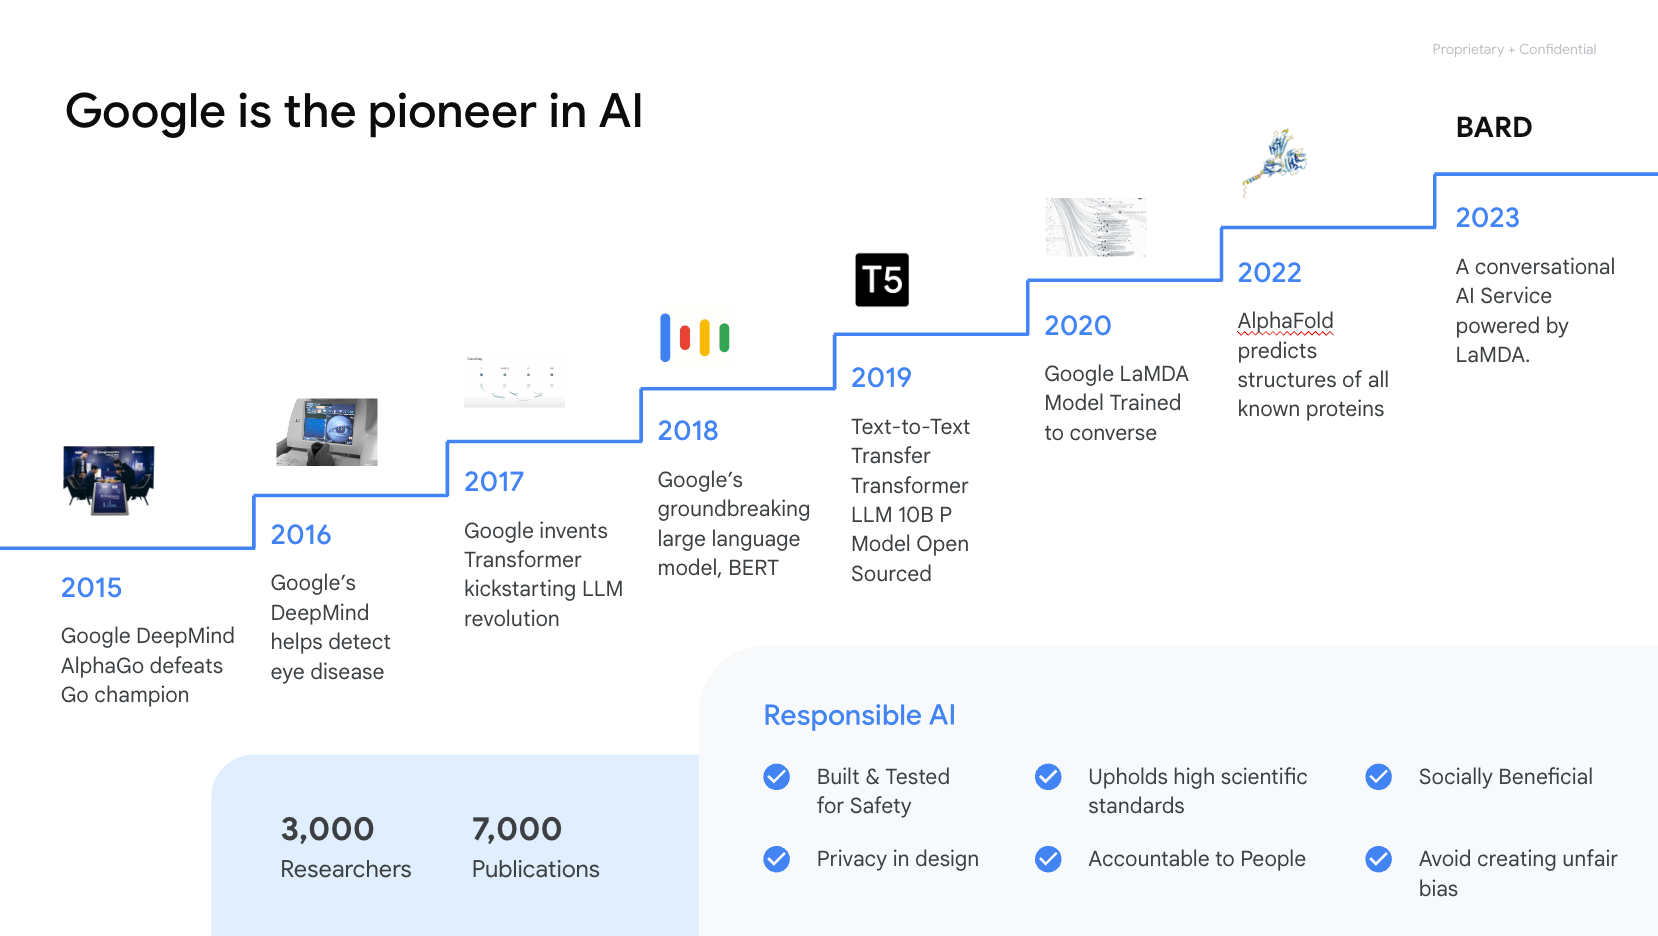 Proprietary + Confidential
Google is the pioneer in AI
2015
Google DeepMind
AlphaGo defeats
Go champion
2016
Google’s
DeepMind
helps detect
eye disease
2017
Google invents
Transformer
kickstarting LLM
revolution
2018
Google’s
groundbreaking
large language
model, BERT
T5
2019
Text-to-Text
Transfer
Transformer
LLM 10B P
Model Open
Sourced
2020
Google LaMDA
Model Trained
to converse
2022
AlphaFold
predicts
structures of all
known proteins
BARD
2023
A conversational
AI Service
powered by
LaMDA.
3,000
Researchers
7,000
Publications
Responsible AI
Built & Tested
for Safety
Upholds high scientific
standards
Socially Beneficial
Privacy in design
Accountable to People
Avoid creating unfair
bias